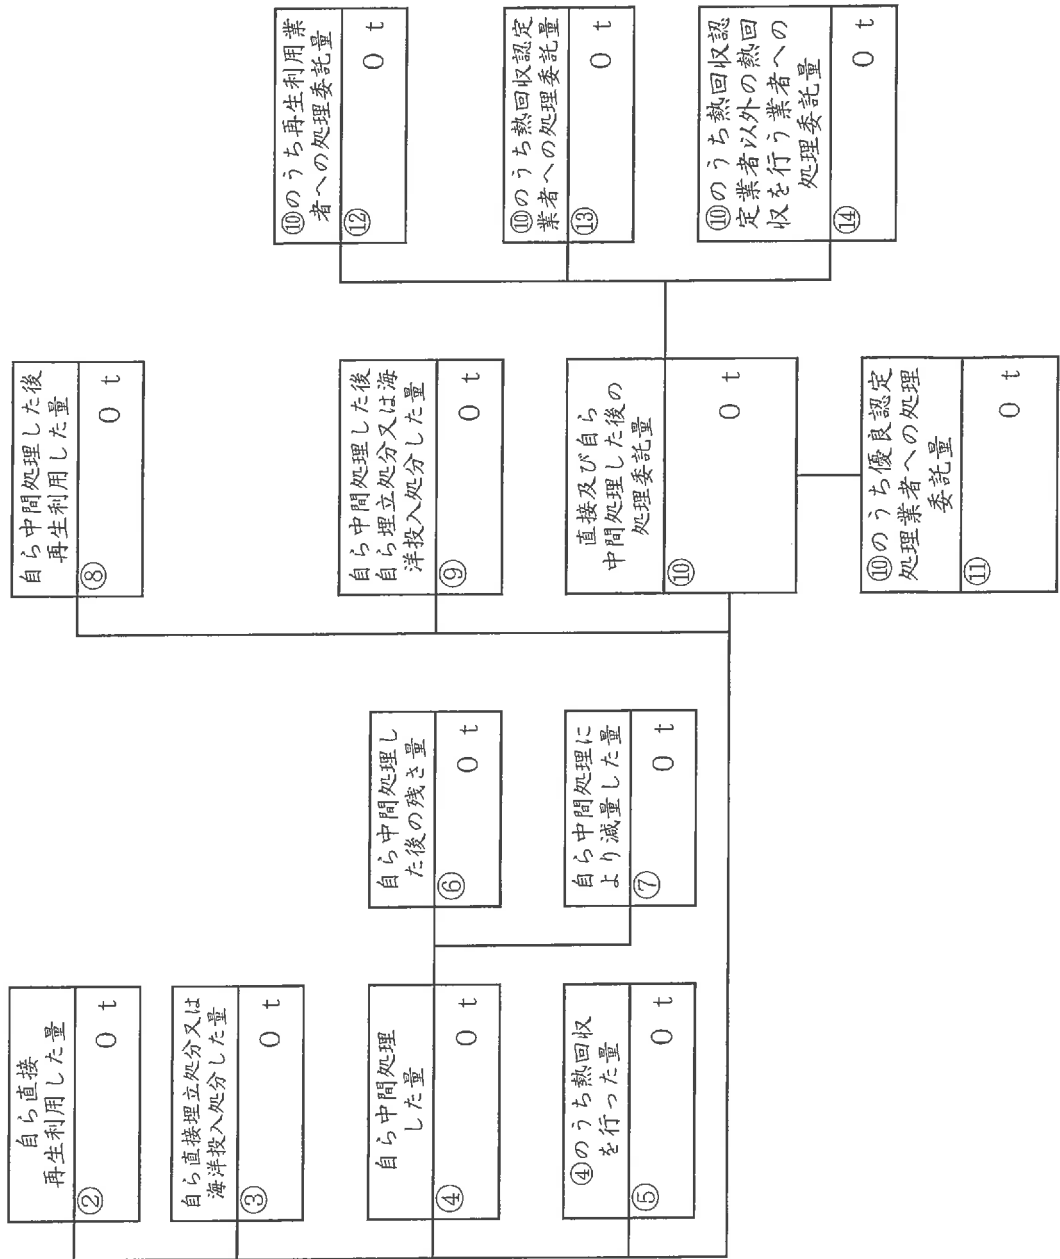 自ら直接
再生利用した量
②
0 t
自ら直接埋立処分又は
海洋投入処分した量
③
0 t
自ら中間処理
した量
④
0 t
④のうち熱回収
を行った量
⑤
0 t
自ら中間処理し
た後の残さ量
⑥
0 t
自ら中間処理に
より減量した量
⑦
0 t
自ら中間処理した後
再生利用した量
⑧
0 t
自ら中間処理した後
自ら埋立処分又は海
洋投入処分した量
⑨
0 t
直接及び自ら
中間処理した後の
処理委託量
⑩
0 t
⑩のうち優良認定
処理業者への処理
委託量
⑪
0 t
⑩のうち再生利用業
者への処理委託量
⑫
0 t
⑩のうち熱回収認定
業者への処理委託量
⑬
0 t
⑩のうち熱回収認
定業者以外の熱回
収を行う業者への
処理委託量
⑭
0 t